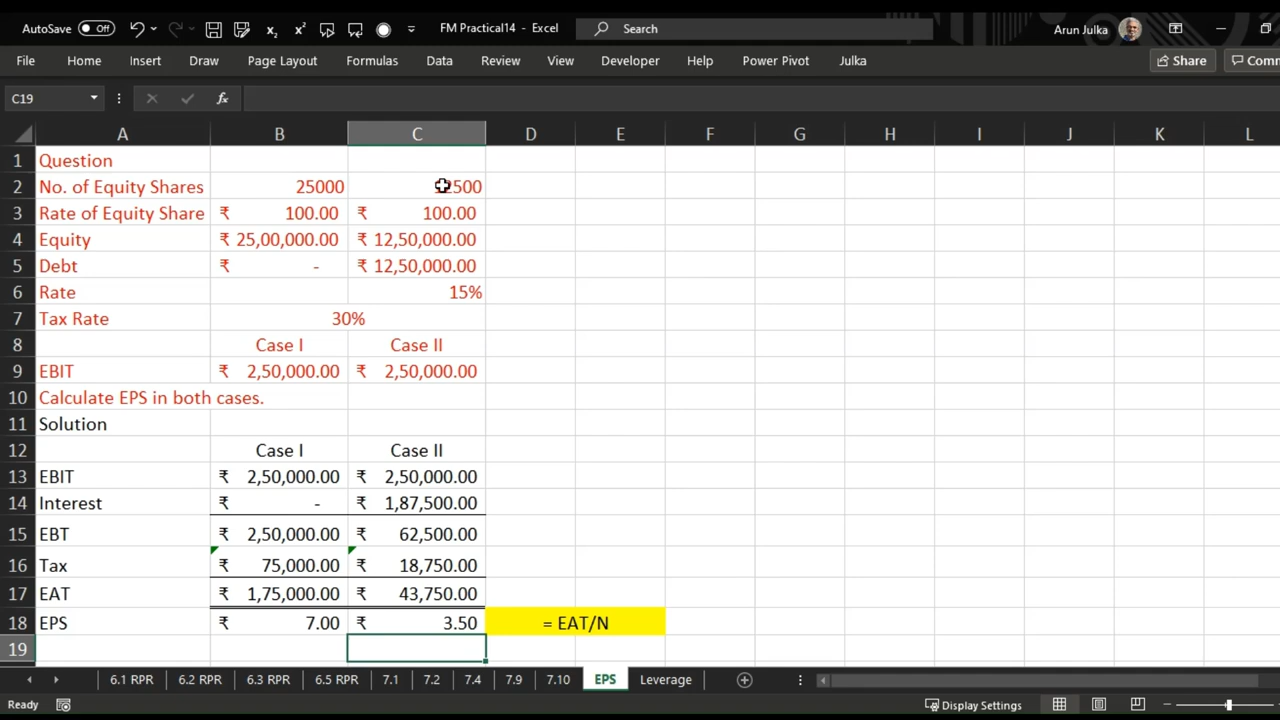 AutoSave Off FM Practical14 - Excel Search Arun Julka
File Home Insert Draw Page Layout Formulas Data Review View Developer Help Power Pivot Julka Share Comm
C19 fx
A B C D E F G H I J K L
1 Question
2 No. of Equity Shares 25000
3 Rate of Equity Share ₹ 100.00 ₹ 100.00
4 Equity ₹ 25,00,000.00 ₹ 12,50,000.00
5 Debt ₹ - ₹ 12,50,000.00
6 Rate 15%
7 Tax Rate 30%
8 Case I Case II
9 EBIT ₹ 2,50,000.00 ₹ 2,50,000.00
10 Calculate EPS in both cases.
11 Solution
12 Case I Case II
13 EBIT ₹ 2,50,000.00 ₹ 2,50,000.00
14 Interest ₹ - ₹ 1,87,500.00
15 EBT ₹ 2,50,000.00 ₹ 62,500.00
16 Tax ₹ 75,000.00 ₹ 18,750.00
17 EAT ₹ 1,75,000.00 ₹ 43,750.00
18 EPS ₹ 7.00 ₹ 3.50 = EAT/N
19
6.1 RPR 6.2 RPR 6.3 RPR 6.5 RPR 7.1 7.2 7.4 7.9 7.10 EPS Leverage
Ready Display Settings